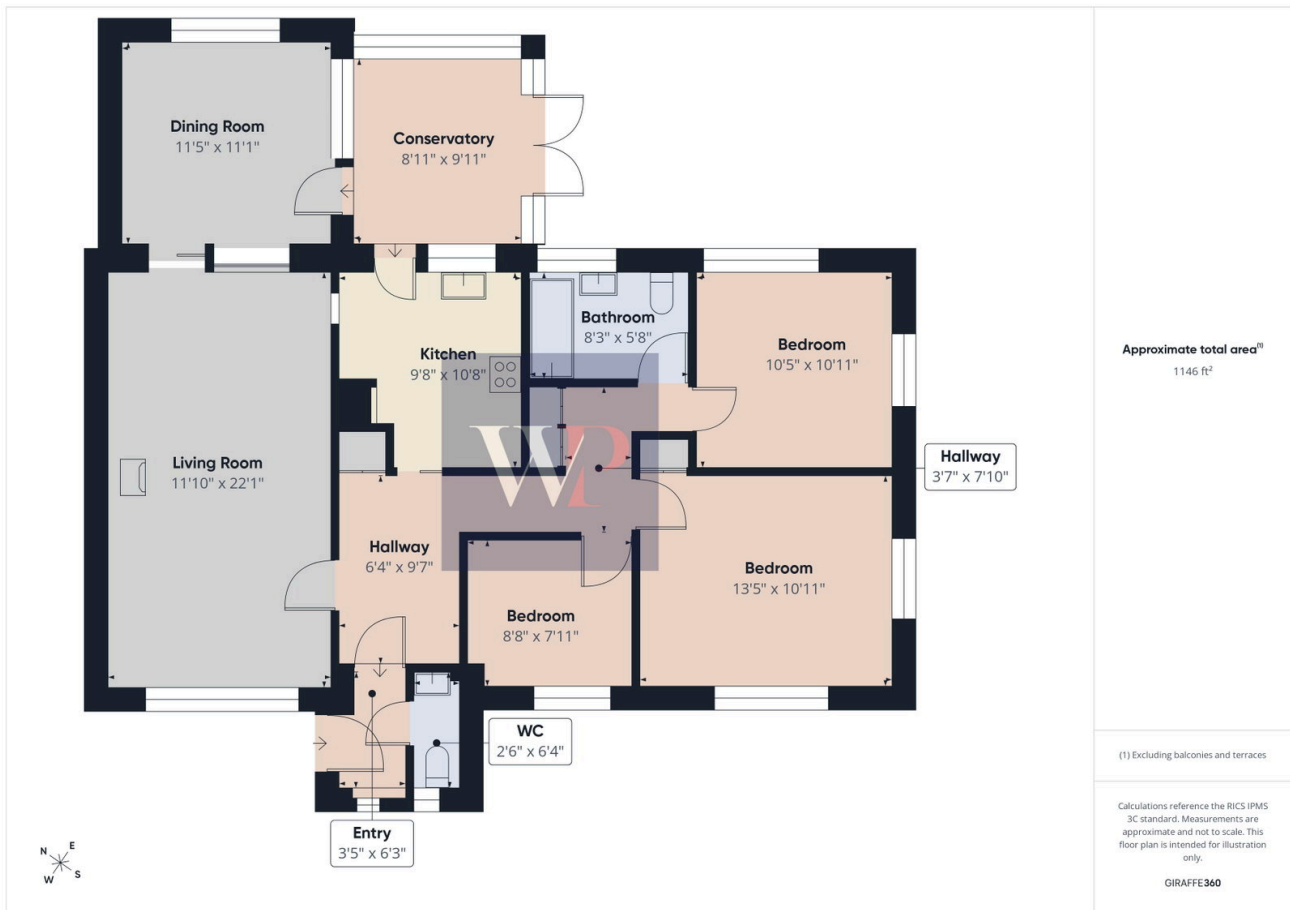 Dining Room
11'5" x 11'1"
Conservatory
8'11" x 9'11"
Kitchen
9'8" x 10'8"
Bathroom
8'3" x 5'8"
Bedroom
10'5" x 10'11"
Living Room
11'10" x 22'1"
WP
Hallway
3'7" x 7'10"
Hallway
6'4" x 9'7"
Bedroom
13'5" x 10'11"
Bedroom
8'8" x 7'11"
WC
2'6" x 6'4"
Entry
3'5" x 6'3"
N
E
W
S
Approximate total area⁽¹⁾
1146 ft²
(1) Excluding balconies and terraces
Calculations reference the RICS IPMS
3C standard. Measurements are
approximate and not to scale. This
floor plan is intended for illustration
only.
GIRAFFE360